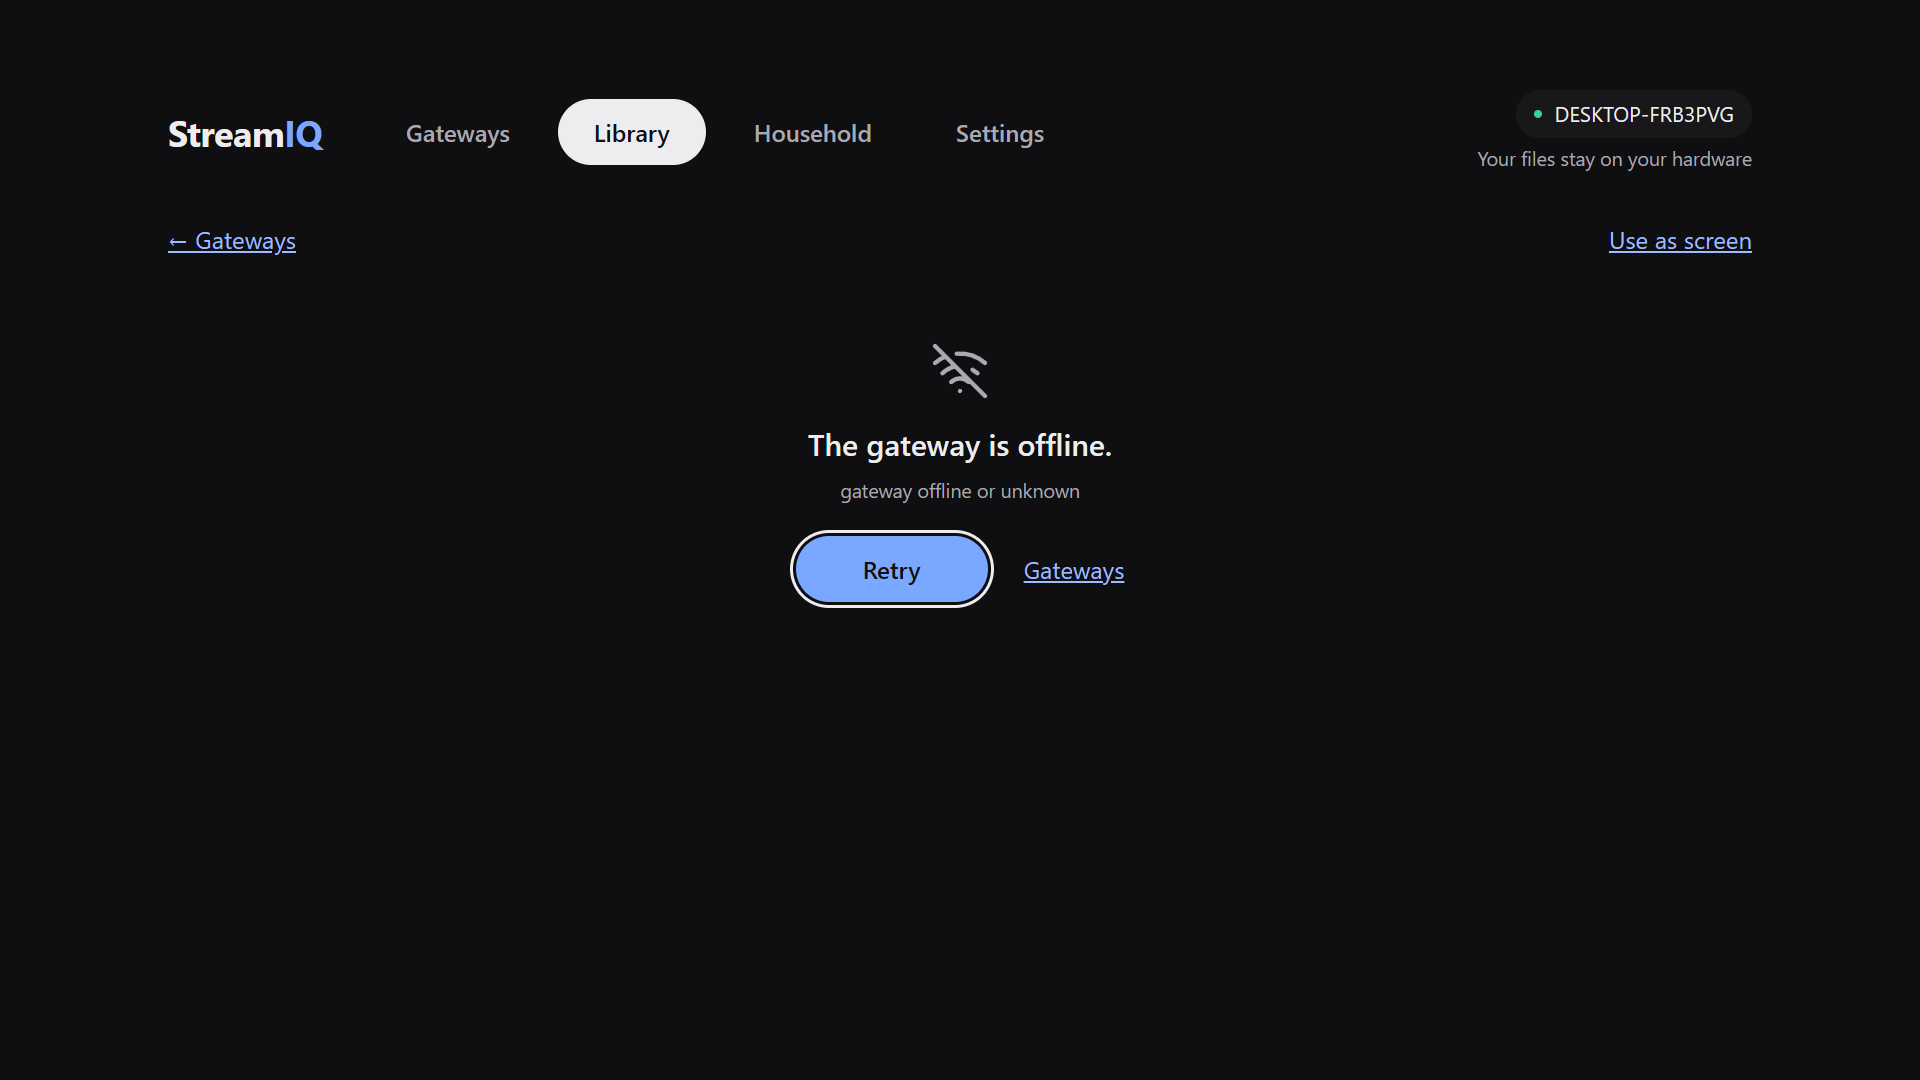 StreamIQ
Gateways
Library
Household
Settings
DESKTOP-FRB3PVG
Your files stay on your hardware
← Gateways
Use as screen
The gateway is offline.
gateway offline or unknown
Retry
Gateways